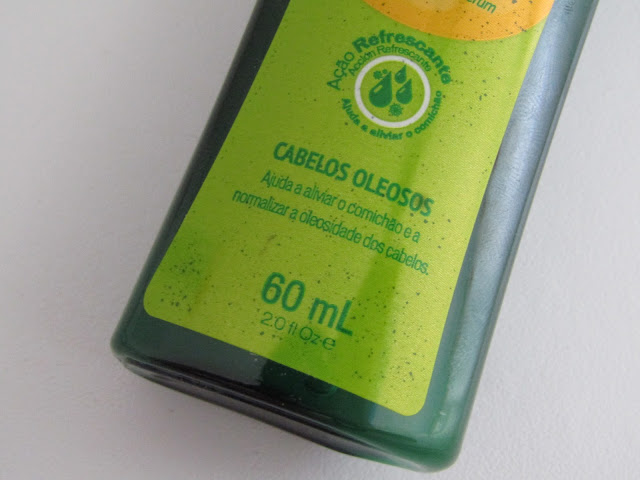 Ação Refrescante
Acción Refrescante
Ajuda a aliviar o comichão
CABELOS OLEOSOS
Ajuda a aliviar o comichão e a
normalizar a oleosidade dos cabelos.
60 mL
2.0 fl Oz e